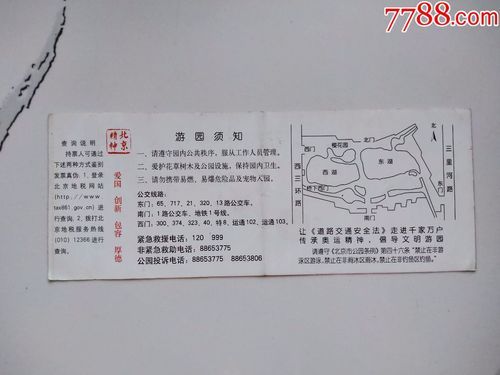 7788.com
查询说明
持票人可通过
下述两种方式鉴别
发票真伪:1、登录
北京地税网站
(http://www.
tax861.gov.cn)进
行查询。2、拨打北
京地税服务热线
(010)12366进行
查询。
北京
精神
爱国 创新 包容 厚德
游园须知
一、请遵守园内公共秩序,服从工作人员管理。
二、爱护花草树木及公园设施,保持园内卫生。
三、请勿携带易燃、易爆危险品及宠物入园。
公交线路:
东门:65、717、21、320、13路公交车。
南门:1路公交车、地铁1号线。
西门:300、374、323、40、特8、运通102、运通103、
紧急救援电话:120 999
非紧急救助电话:88653775
公园投诉电话:88653775 88653806
北
北门
樱花园
西门
西湖
东湖
东门
南门
西三环路
三里河路
让《道路交通安全法》走进千家万户
传承奥运精神,倡导文明游园
请遵守《北京市公园条例》第四十六条“禁止在非游
泳区游泳,禁止在非滑冰区滑冰,禁止在非钓鱼区钓鱼。”